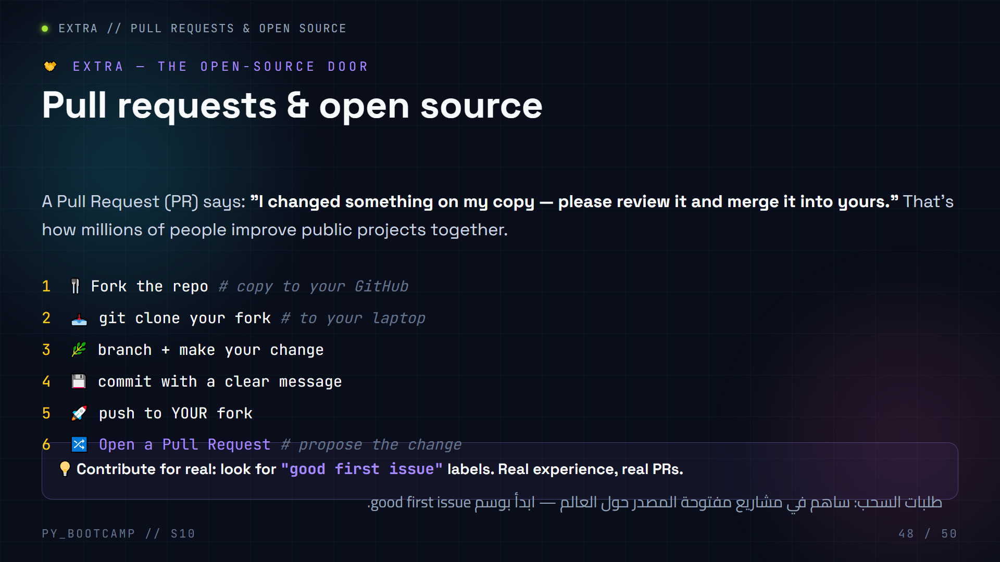 EXTRA // PULL REQUESTS & OPEN SOURCE
EXTRA — THE OPEN-SOURCE DOOR
Pull requests & open source
A Pull Request (PR) says: "I changed something on my copy — please review it and merge it into yours." That's
how millions of people improve public projects together.
1 Fork the repo # copy to your GitHub
2 git clone your fork # to your laptop
3 branch + make your change
4 commit with a clear message
5 push to YOUR fork
6 Open a Pull Request # propose the change
Contribute for real: look for "good first issue" labels. Real experience, real PRs.
طلبات السحب: ساهم في مشاريع مفتوحة المصدر حول العالم — ابدأ بوسم good first issue.
PY_BOOTCAMP // S10
48 / 50